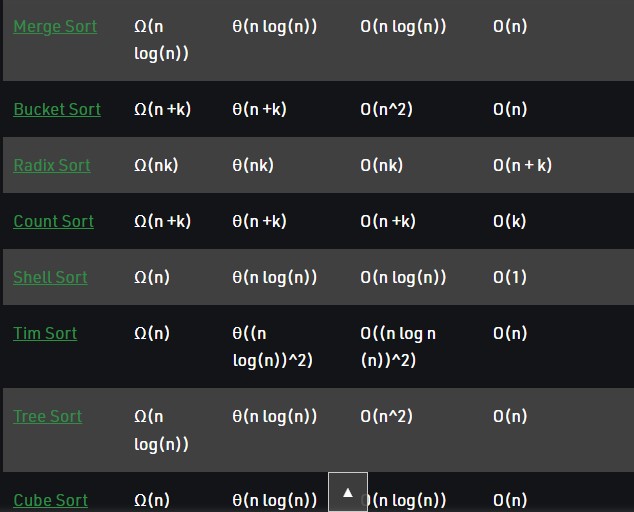 Merge Sort Ω(n log(n)) θ(n log(n)) O(n log(n)) O(n)
Bucket Sort Ω(n +k) θ(n +k) O(n^2) O(n)
Radix Sort Ω(nk) θ(nk) O(nk) O(n + k)
Count Sort Ω(n +k) θ(n +k) O(n +k) O(k)
Shell Sort Ω(n) θ(n log(n)) O(n log(n)) O(1)
Tim Sort Ω(n) θ((n log(n))^2) O((n log n (n))^2) O(n)
Tree Sort Ω(n log(n)) θ(n log(n)) O(n^2) O(n)
Cube Sort Ω(n) θ(n log(n)) O(n log(n)) O(n)